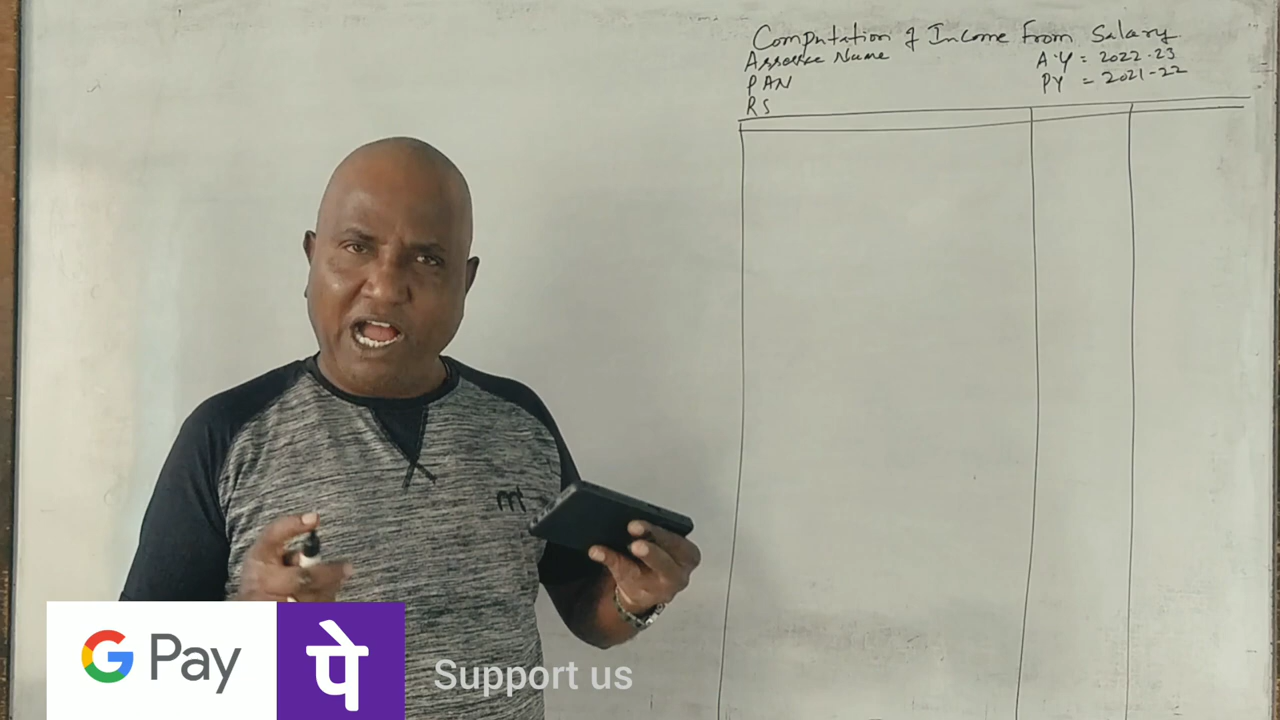 Computation of Income From Salary
Assessee Name
A.Y = 2022-23
PAN
PY = 2021-22
RS
m
G Pay
पे
Support us